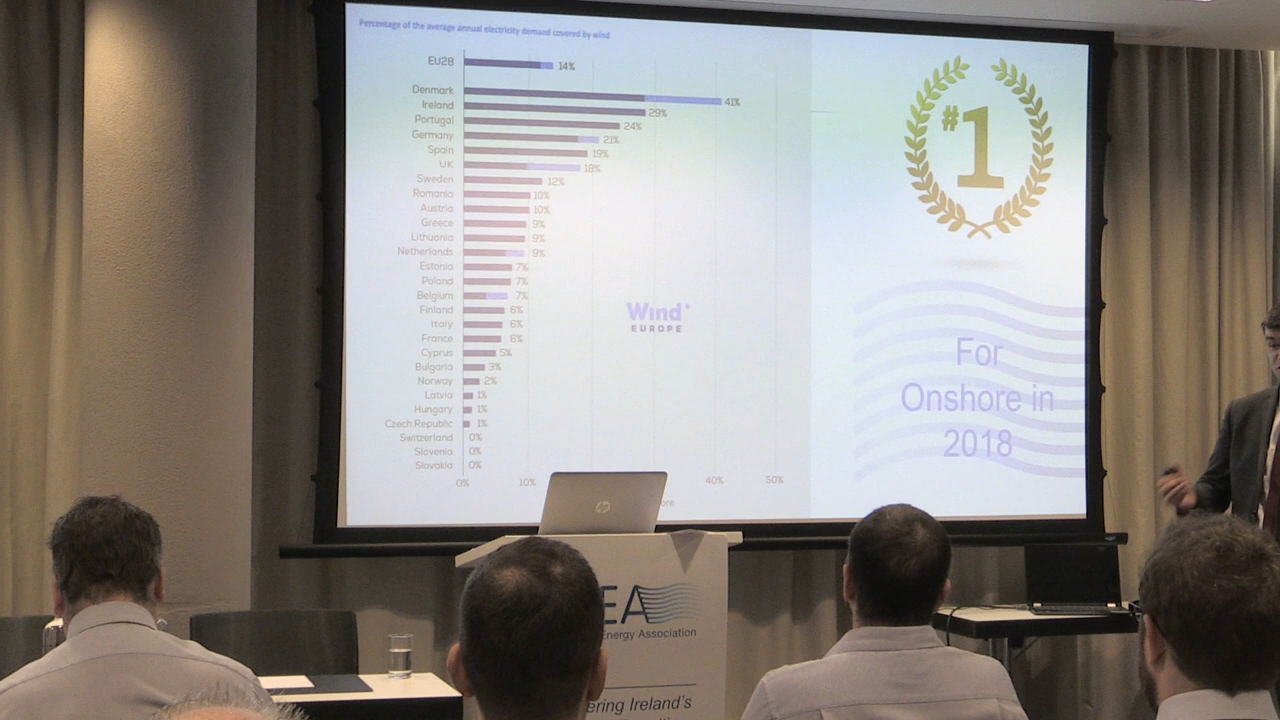 Percentage of the average annual electricity demand covered by wind
EU28 14%
Denmark 41%
Ireland 29%
Portugal 24%
Germany 21%
Spain 19%
UK 18%
Sweden 12%
Romania 10%
Austria 10%
Greece 9%
Lithuania 9%
Netherlands 9%
Estonia 7%
Poland 7%
Belgium 7%
Finland 6%
Italy 6%
France 6%
Cyprus 5%
Bulgaria 3%
Norway 2%
Latvia 1%
Hungary 1%
Czech Republic 1%
Switzerland 0%
Slovenia 0%
Slovakia 0%
0% 10% 40% 50%
ore
Wind
EUROPE
#1
For
Onshore in
2018
hp
EA
Energy Association
ering Ireland's